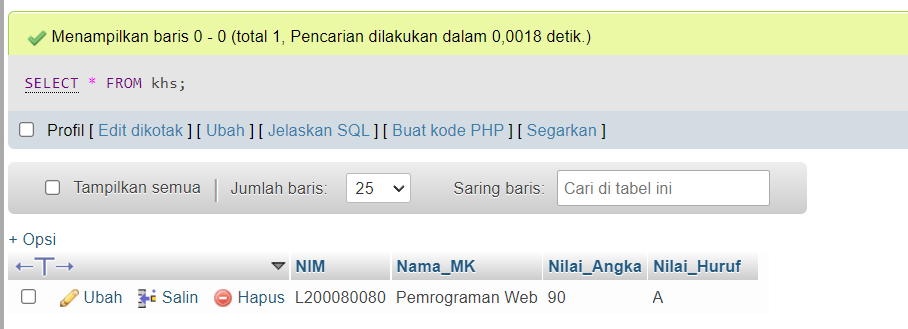 Menampilkan baris 0 - 0 (total 1, Pencarian dilakukan dalam 0,0018 detik.)
SELECT * FROM khs;
Profil [ Edit dikotak ] [ Ubah ] [ Jelaskan SQL ] [ Buat kode PHP ] [ Segarkan ]
Tampilkan semua | Jumlah baris: 25 Saring baris: Cari di tabel ini
+ Opsi
←T→ NIM Nama_MK Nilai_Angka Nilai_Huruf
Ubah Salin Hapus L200080080 Pemrograman Web 90 A